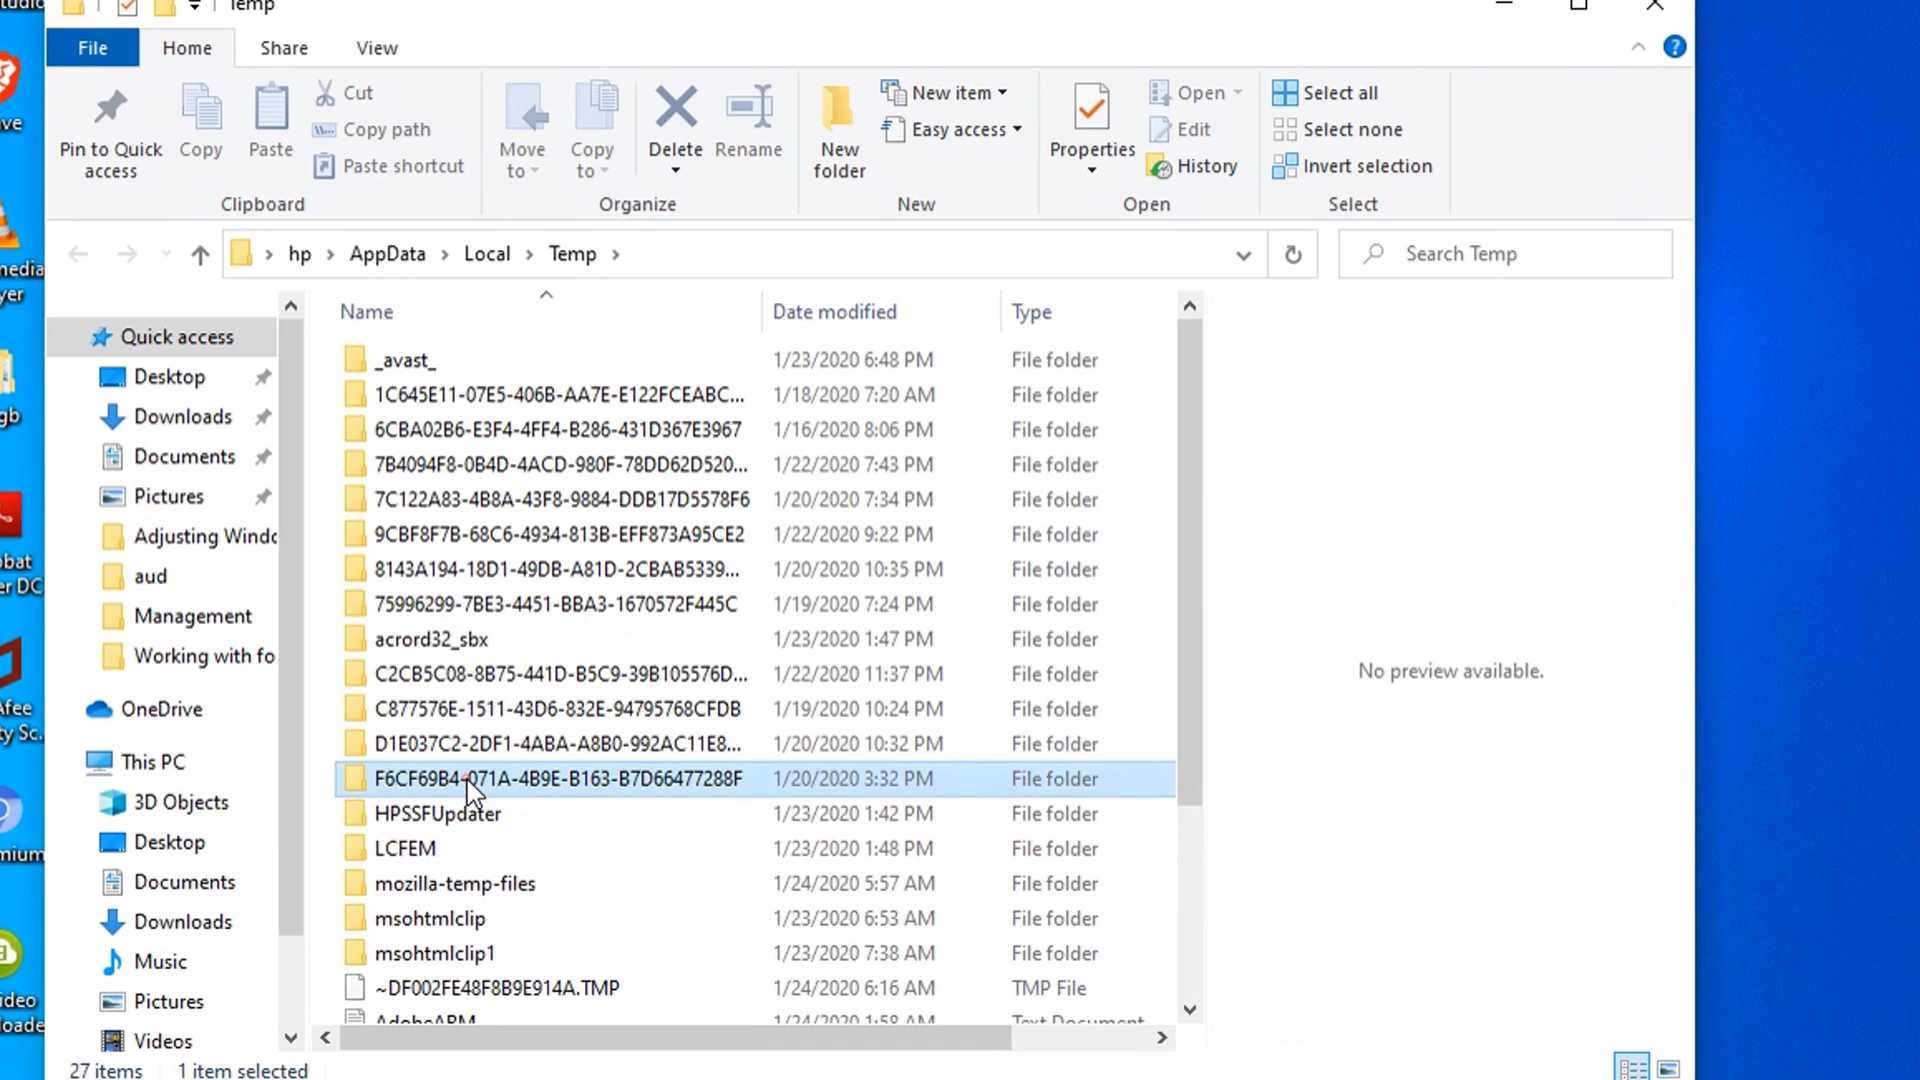 Temp
File Home Share View
Pin to Quick access
Copy
Paste
Cut
Copy path
Paste shortcut
Clipboard
Move to
Copy to
Delete
Rename
Organize
New folder
New item
Easy access
New
Properties
Open
Edit
History
Open
Select all
Select none
Invert selection
Select
hp AppData Local Temp
Search Temp
Quick access
Desktop
Downloads
Documents
Pictures
Adjusting Windo
aud
Management
Working with fo
OneDrive
This PC
3D Objects
Desktop
Documents
Downloads
Music
Pictures
Videos
Name Date modified Type
_avast_ 1/23/2020 6:48 PM File folder
1C645E11-07E5-406B-AA7E-E122FCEABC... 1/18/2020 7:20 AM File folder
6CBA02B6-E3F4-4FF4-B286-431D367E3967 1/16/2020 8:06 PM File folder
7B4094F8-0B4D-4ACD-980F-78DD62D520... 1/22/2020 7:43 PM File folder
7C122A83-4B8A-43F8-9884-DDB17D5578F6 1/20/2020 7:34 PM File folder
9CBF8F7B-68C6-4934-813B-EFF873A95CE2 1/22/2020 9:22 PM File folder
8143A194-18D1-49DB-A81D-2CBAB5339... 1/20/2020 10:35 PM File folder
75996299-7BE3-4451-BBA3-1670572F445C 1/19/2020 7:24 PM File folder
acrord32_sbx 1/23/2020 1:47 PM File folder
C2CB5C08-8B75-441D-B5C9-39B105576D... 1/22/2020 11:37 PM File folder
C877576E-1511-43D6-832E-94795768CFDB 1/19/2020 10:24 PM File folder
D1E037C2-2DF1-4ABA-A8B0-992AC11E8... 1/20/2020 10:32 PM File folder
F6CF69B4-071A-4B9E-B163-B7D66477288F 1/20/2020 3:32 PM File folder
HPSSFUpdater 1/23/2020 1:42 PM File folder
LCFEM 1/23/2020 1:48 PM File folder
mozilla-temp-files 1/24/2020 5:57 AM File folder
msohtmlclip 1/23/2020 6:53 AM File folder
msohtmlclip1 1/23/2020 7:38 AM File folder
~DF002FE48F8B9E914A.TMP 1/24/2020 6:16 AM TMP File
AdobeARM 1/24/2020 1:58 AM Text Document
No preview available.
27 items 1 item selected